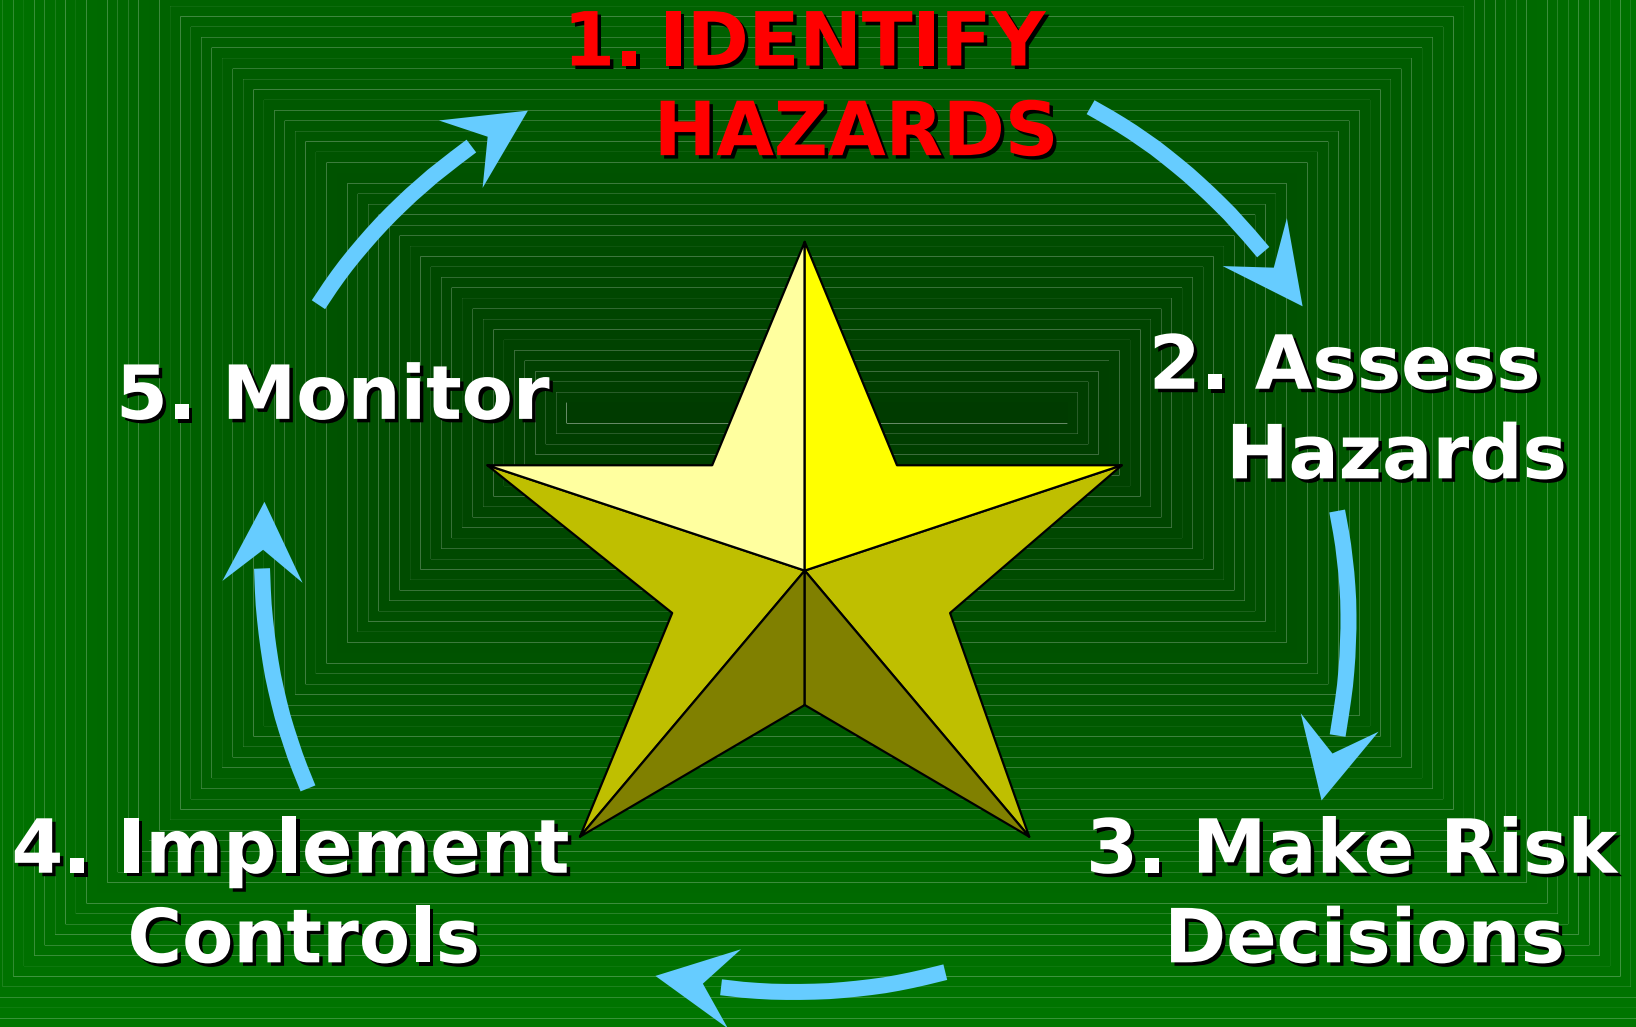 1. IDENTIFY
HAZARDS
2. Assess
Hazards
3. Make Risk
Decisions
4. Implement
Controls
5. Monitor